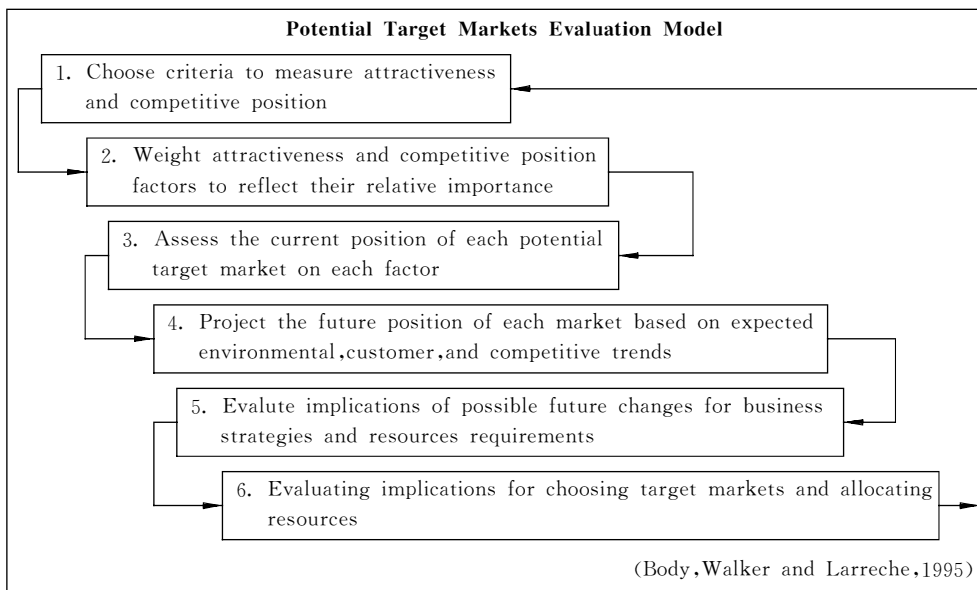 Potential Target Markets Evaluation Model
1. Choose criteria to measure attractiveness
and competitive position
2. Weight attractiveness and competitive position
factors to reflect their relative importance
3. Assess the current position of each potential
target market on each factor
4. Project the future position of each market based on expected
environmental,customer,and competitive trends
5. Evalute implications of possible future changes for business
strategies and resources requirements
6. Evaluating implications for choosing target markets and allocating
resources
(Body,Walker and Larreche,1995)